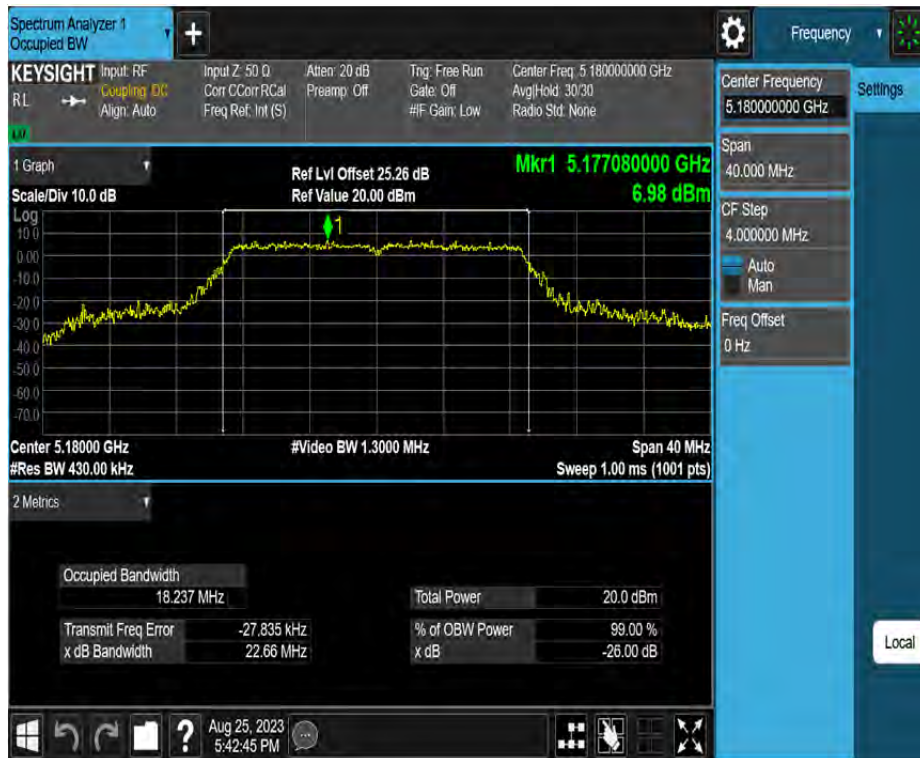 Spectrum Analyzer 1
Occupied BW
+
Frequency
KEYSIGHT
RL
Input: RF
Coupling: DC
Align: Auto
Input Z: 50 Ω
Corr CCorr RCal
Freq Ref: Int (S)
Atten: 20 dB
Preamp: Off
Trig: Free Run
Gate: Off
#IF Gain: Low
Center Freq: 5.180000000 GHz
Avg|Hold: 30/30
Radio Std: None
Center Frequency
5.180000000 GHz
Settings
Span
40.000 MHz
CF Step
4.000000 MHz
Auto
Man
Freq Offset
0 Hz
1 Graph
Scale/Div 10.0 dB
Ref Lvl Offset 25.26 dB
Ref Value 20.00 dBm
Mkr1 5.177080000 GHz
6.98 dBm
Log
10.0
0.00
-10.0
-20.0
-30.0
-40.0
-50.0
-60.0
-70.0
1
Center 5.18000 GHz
#Res BW 430.00 kHz
#Video BW 1.3000 MHz
Span 40 MHz
Sweep 1.00 ms (1001 pts)
2 Metrics
Occupied Bandwidth
18.237 MHz
Transmit Freq Error -27.835 kHz
x dB Bandwidth 22.66 MHz
Total Power 20.0 dBm
% of OBW Power 99.00 %
x dB -26.00 dB
Local
?
Aug 25, 2023
5:42:45 PM